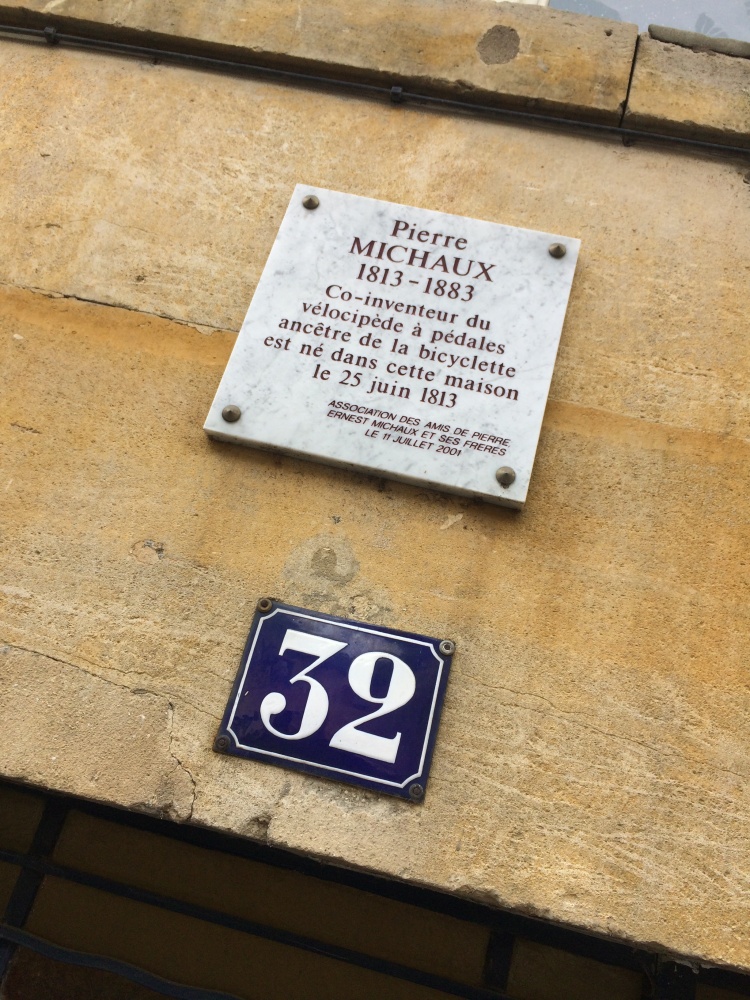 Pierre
MICHAUX
1813-1883
Co-inventeur du
vélocipède à pédales
ancêtre de la bicyclette
est né dans cette maison
le 25 juin 1813
ASSOCIATION DES AMIS DE PIERRE
ERNEST MICHAUX ET SES FRERES
LE 11 JUILLET 2001
32